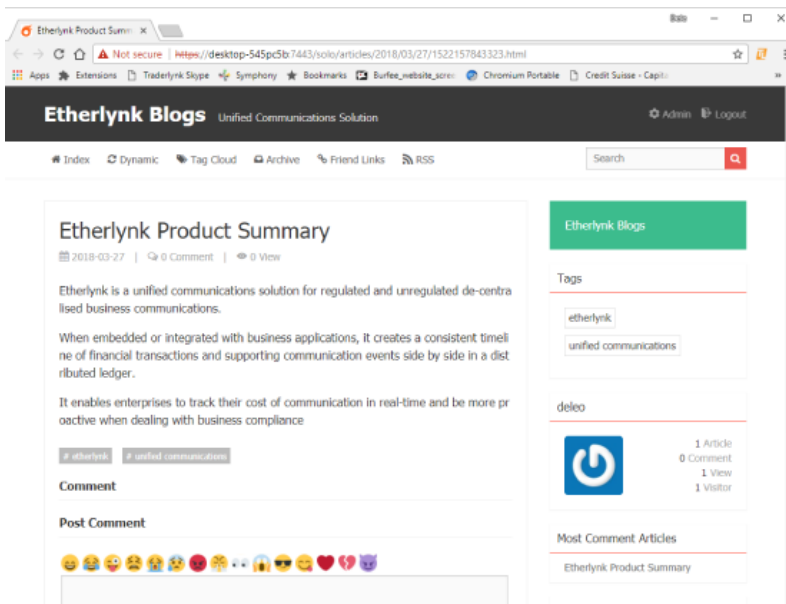 Etherlynk Product Summ
Not secure | https://desktop-545pc5b:7443/solo/articles/2018/03/27/1522157843323.html
Apps Extensions Traderlynk Skype Symphony Bookmarks Burfee_website_scree Chromium Portable Credit Suisse - Capit
Etherlynk Blogs Unified Communications Solution
Admin Logout
Index Dynamic Tag Cloud Archive Friend Links RSS
Search
Etherlynk Product Summary
2018-03-27 | 0 Comment | 0 View
Etherlynk is a unified communications solution for regulated and unregulated de-centra
lised business communications.
When embedded or integrated with business applications, it creates a consistent timeli
ne of financial transactions and supporting communication events side by side in a dist
ributed ledger.
It enables enterprises to track their cost of communication in real-time and be more pr
oactive when dealing with business compliance
# etherlynk # unified communications
Comment
Post Comment
Etherlynk Blogs
Tags
etherlynk
unified communications
deleo
1 Article
0 Comment
1 View
1 Visitor
Most Comment Articles
Etherlynk Product Summary